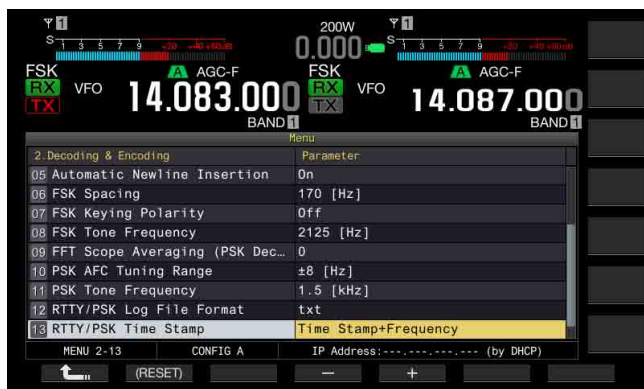 1 200W 1
S 1 3 5 7 9 +20 +40 +60dB 0.000 S 1 3 5 7 9 +20 +40 +60dB
FSK A AGC-F FSK A AGC-F
RX VFO 14.083.000 RX VFO 14.087.000
TX TX
BAND 1 BAND 1
Menu
2.Decoding & Encoding Parameter
05 Automatic Newline Insertion On
06 FSK Spacing 170 [Hz]
07 FSK Keying Polarity Off
08 FSK Tone Frequency 2125 [Hz]
09 FFT Scope Averaging (PSK Dec... 0
10 PSK AFC Tuning Range ±8 [Hz]
11 PSK Tone Frequency 1.5 [kHz]
12 RTTY/PSK Log File Format txt
13 RTTY/PSK Time Stamp Time Stamp+Frequency
MENU 2-13 CONFIG A IP Address:---.---.---.--- (by DHCP)
(RESET) − +